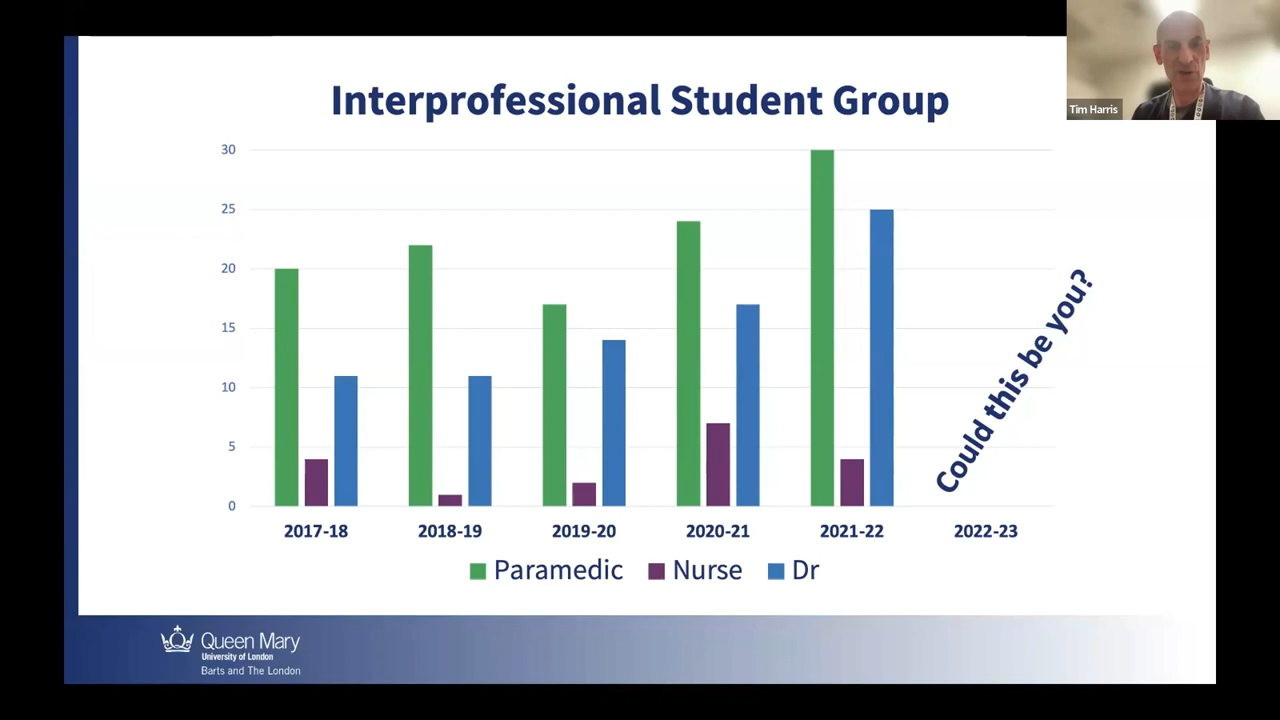 Interprofessional Student Group
Tim Harris
30
25
20
15
10
5
0
Could this be you?
2017-18 2018-19 2019-20 2020-21 2021-22 2022-23
Paramedic Nurse Dr
Queen Mary
University of London
Barts and The London